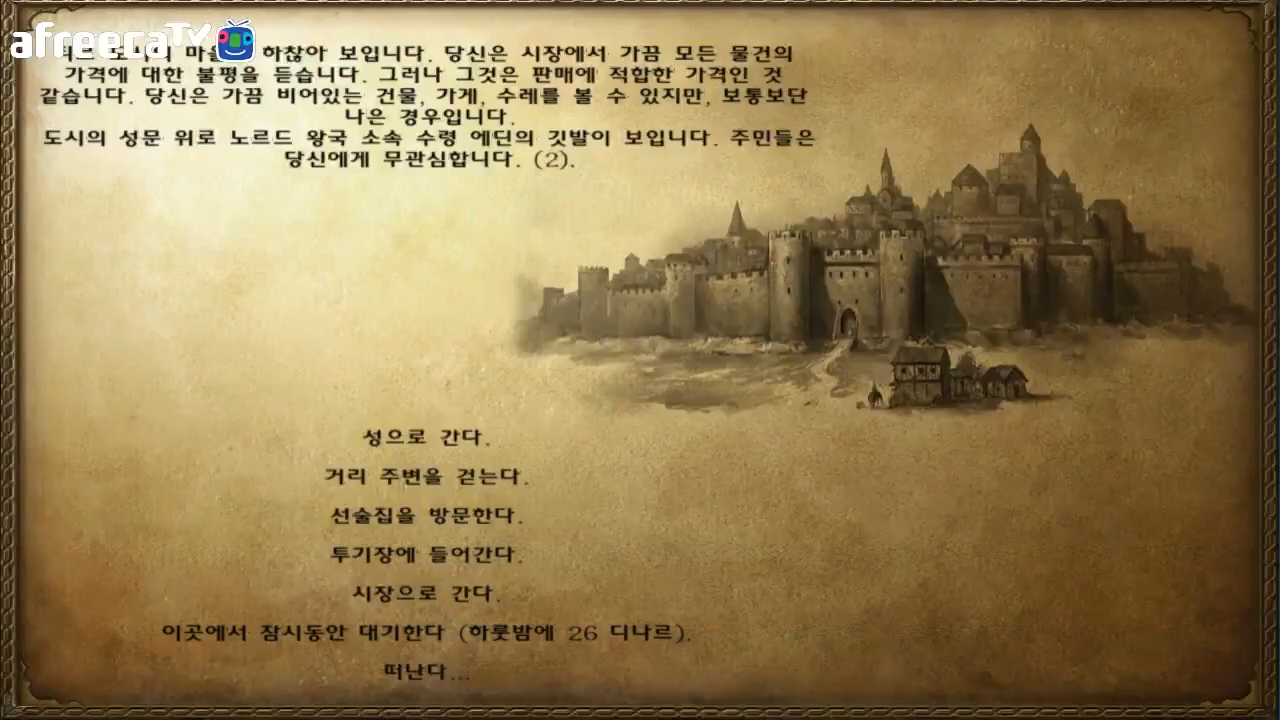 afreecaTV
도시의 마을 하찮아 보입니다. 당신은 시장에서 가끔 모든 물건의
가격에 대한 불평을 듣습니다. 그러나 그것은 판매에 적합한 가격인 것
같습니다. 당신은 가끔 비어있는 건물, 가게, 수레를 볼 수 있지만, 보통보단
나은 경우입니다.
도시의 성문 위로 노르드 왕국 소속 수령 에딘의 깃발이 보입니다. 주민들은
당신에게 무관심합니다. (2).
성으로 간다.
거리 주변을 걷는다.
선술집을 방문한다.
투기장에 들어간다.
시장으로 간다.
이곳에서 잠시동안 대기한다 (하룻밤에 26 디나르).
떠난다...